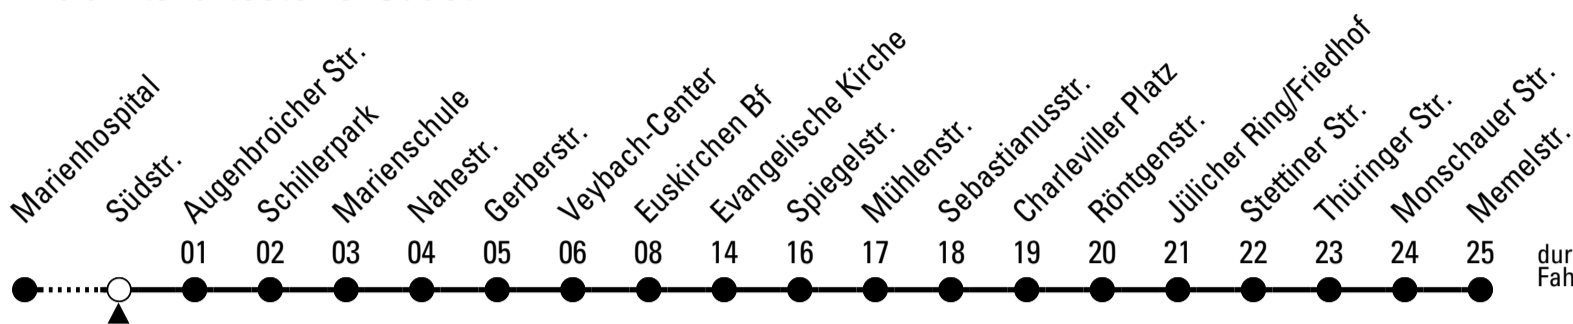 Marienhospital
Südstr.
Augenbroicher Str.
Schillerpark
Marienschule
Nahestr.
Gerberstr.
Veybach-Center
Euskirchen Bf
Evangelische Kirche
Spiegelstr.
Mühlenstr.
Sebastianusstr.
Charleviller Platz
Röntgenstr.
Jülicher Ring/Friedhof
Stettiner Str.
Thüringer Str.
Monschauer Str.
Memelstr.
01 02 03 04 05 06 08 14 16 17 18 19 20 21 22 23 24 25
dur
Fah